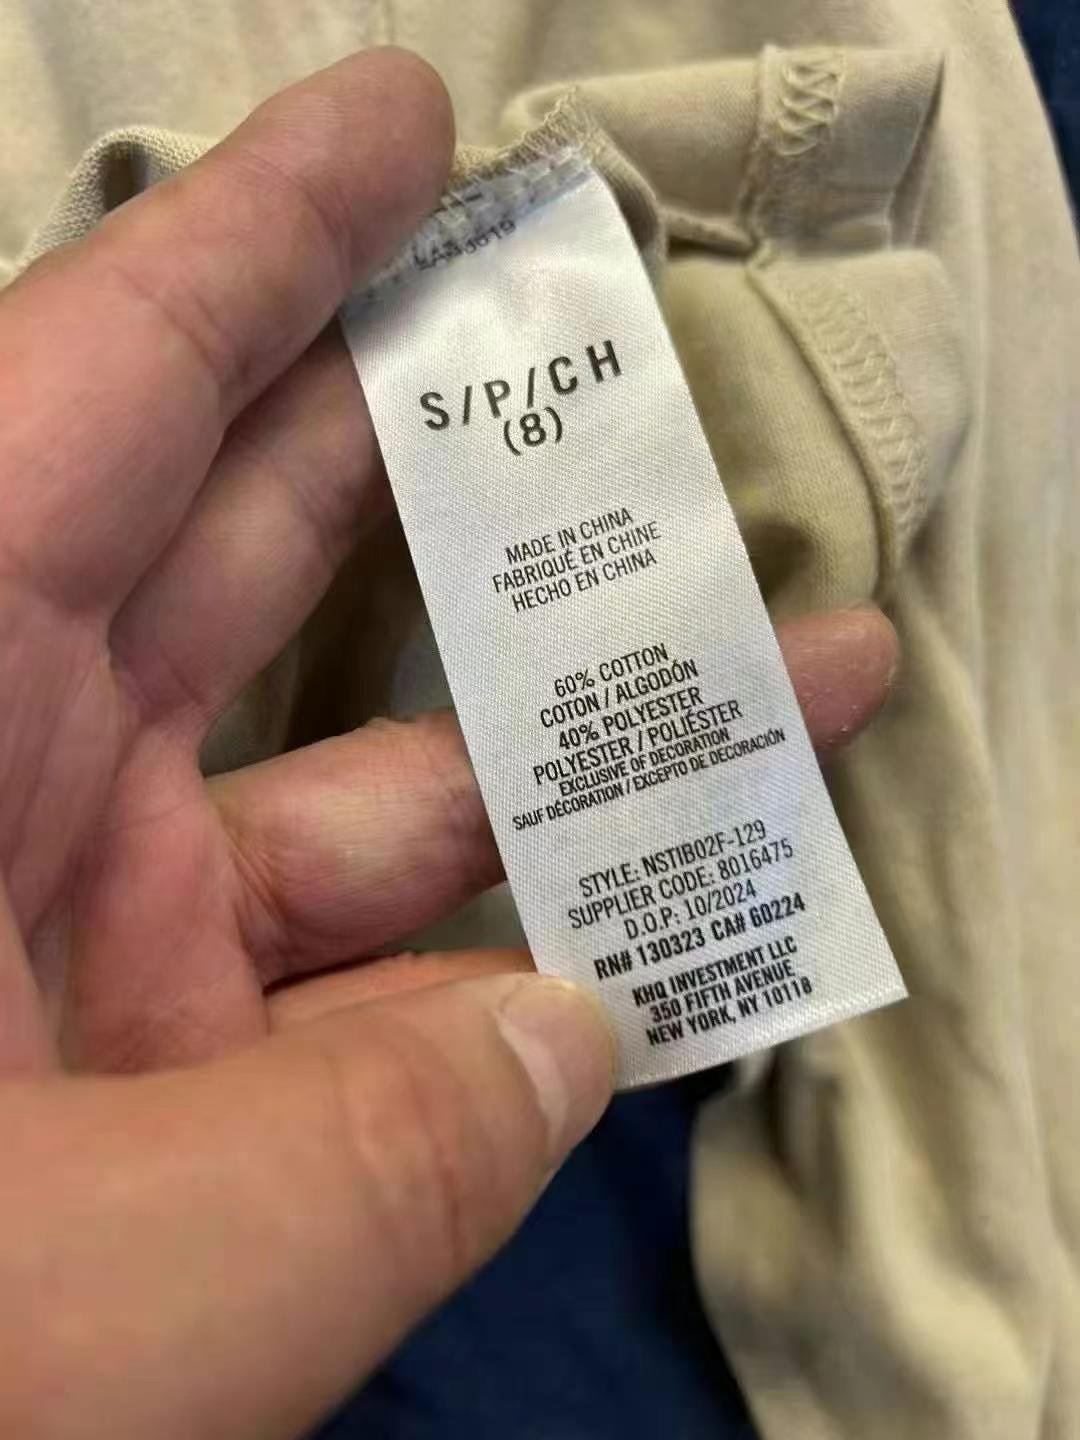 S/P/CH
(8)
MADE IN CHINA
FABRIQUÉ EN CHINE
HECHO EN CHINA
60% COTTON
COTON / ALGODÓN
40% POLYESTER
POLYESTER / POLIÉSTER
EXCLUSIVE OF DECORATION
SAUF DÉCORATION / EXCEPTO DE DECORACIÓN
STYLE: NSTIB02F-129
SUPPLIER CODE: 8016475
D.O.P: 10/2024
RN# 130323 CA# 60224
KHQ INVESTMENT LLC
350 FIFTH AVENUE
NEW YORK, NY 10118